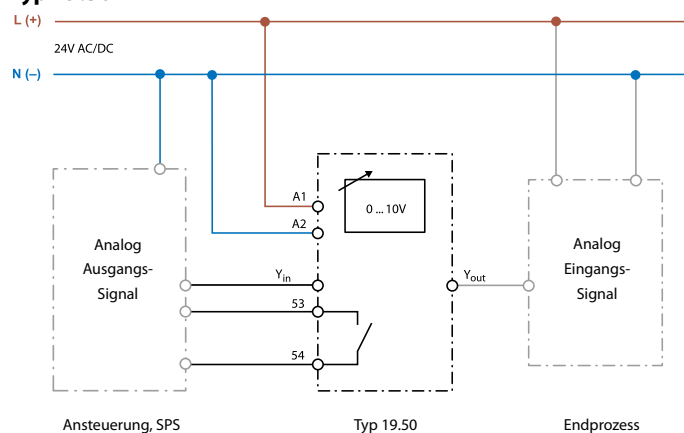 L (+)
24V AC/DC
N (–)
A1
0 ... 10V
A2
Analog
Ausgangs-
Signal
Yin
Yout
Analog
Eingangs-
Signal
53
54
Ansteuerung, SPS
Typ 19.50
Endprozess